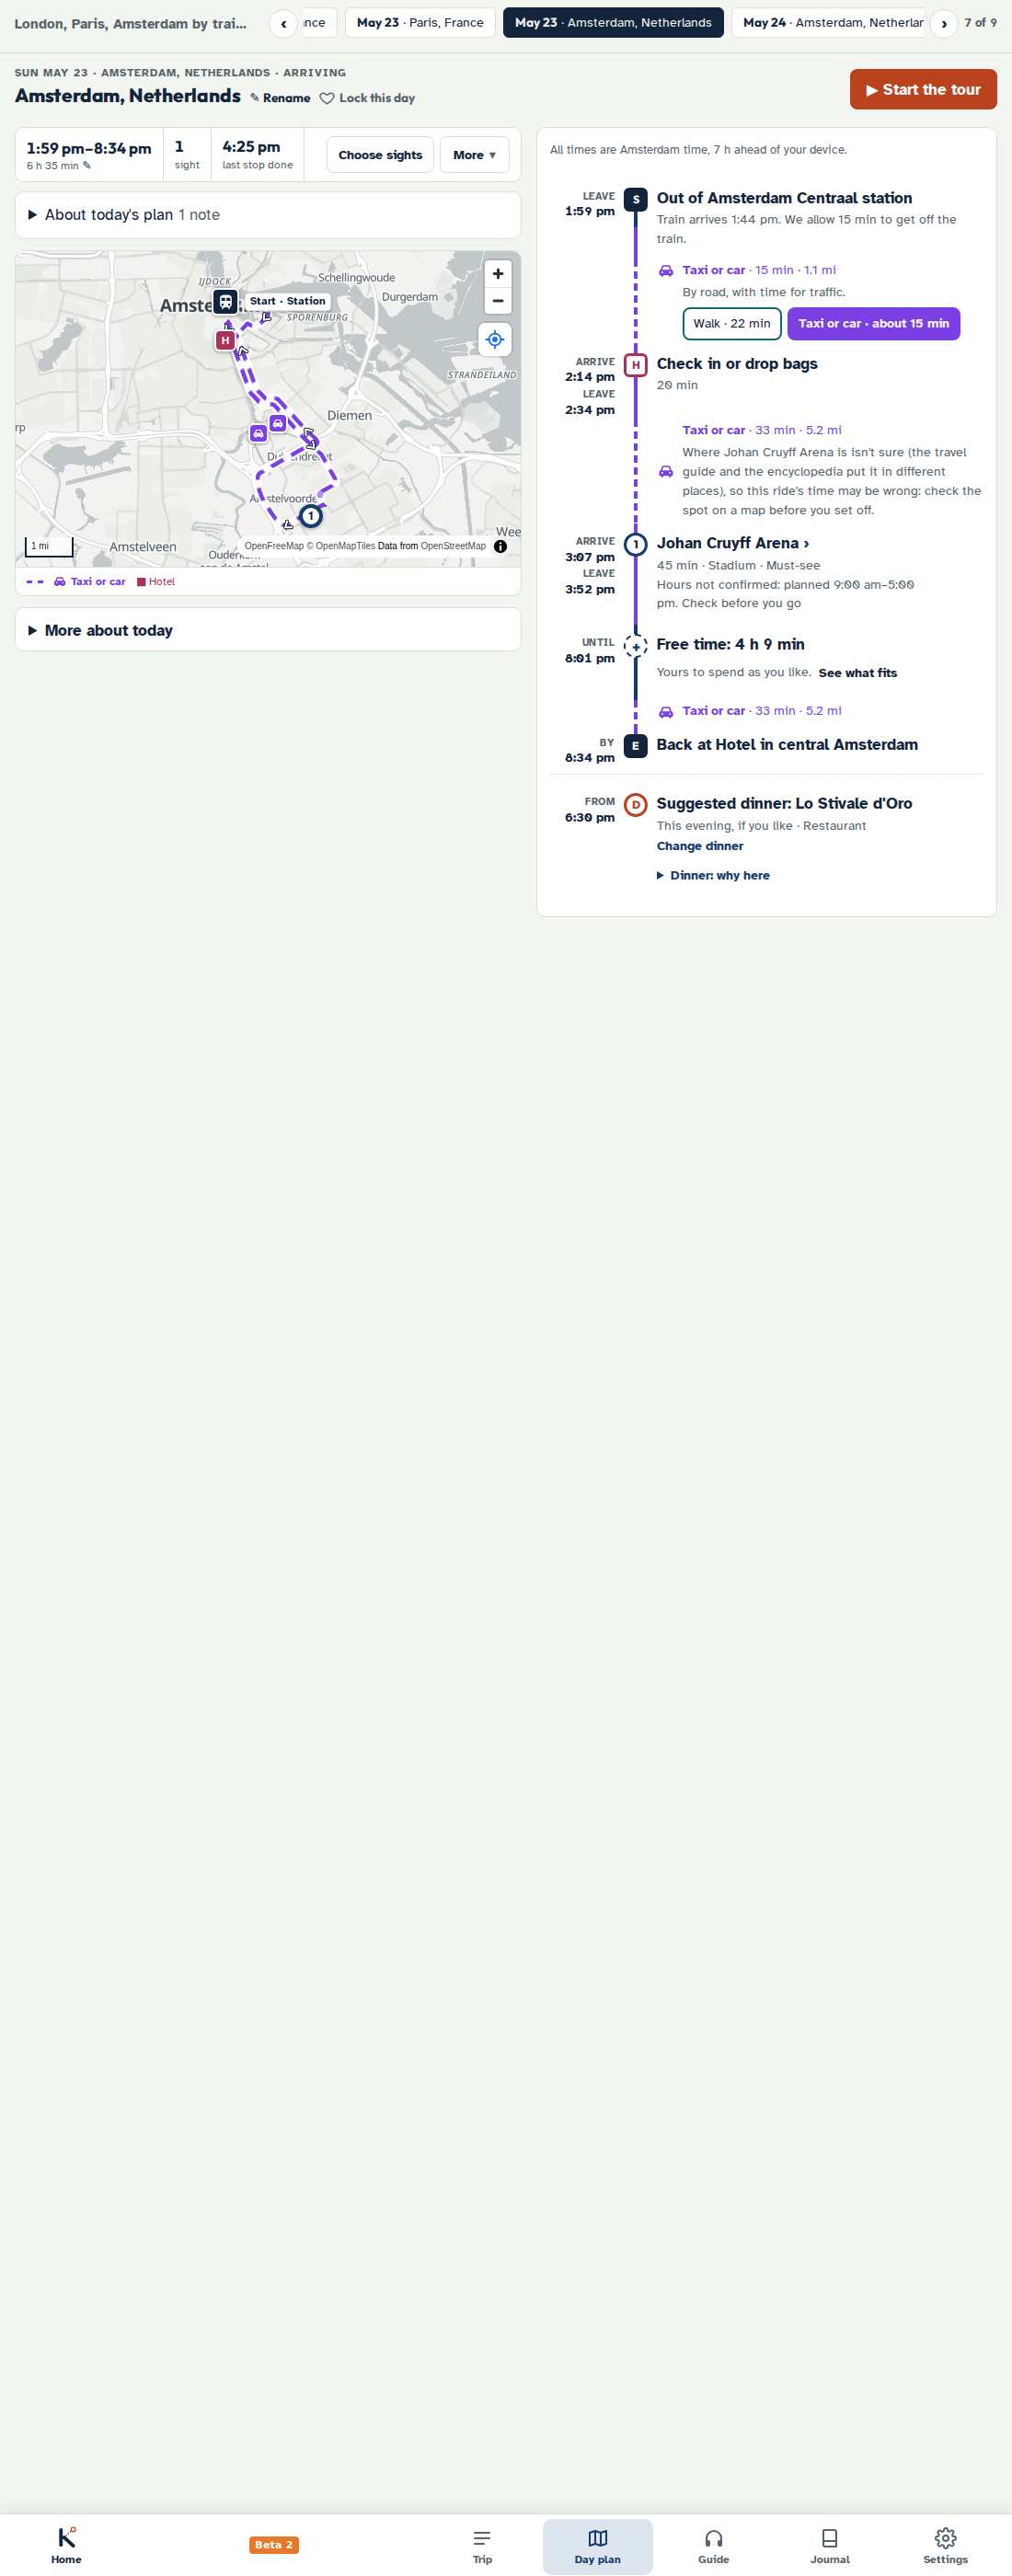 London, Paris, Amsterdam by trai...
‹
nce
May 23 · Paris, France
May 23 · Amsterdam, Netherlands
May 24 · Amsterdam, Netherlar
›
7 of 9
SUN MAY 23 · AMSTERDAM, NETHERLANDS · ARRIVING
Amsterdam, Netherlands ✎ Rename Lock this day
▶ Start the tour
1:59 pm–8:34 pm
6 h 35 min ✎
1
sight
4:25 pm
last stop done
Choose sights
More ▼
▶ About today's plan 1 note
IJDOCK
Schellingwoude
Amste
Start · Station
Durgerdam
SPORENBURG
H
STRANDEILAND
rp
Diemen
1
Wee
1 mi
Amstelveen
OpenFreeMap © OpenMapTiles Data from OpenStreetMap
Taxi or car Hotel
▶ More about today
All times are Amsterdam time, 7 h ahead of your device.
LEAVE
1:59 pm
S
Out of Amsterdam Centraal station
Train arrives 1:44 pm. We allow 15 min to get off the
train.
Taxi or car · 15 min · 1.1 mi
By road, with time for traffic.
Walk · 22 min
Taxi or car · about 15 min
ARRIVE
2:14 pm
LEAVE
2:34 pm
H
Check in or drop bags
20 min
Taxi or car · 33 min · 5.2 mi
Where Johan Cruyff Arena is isn't sure (the travel
guide and the encyclopedia put it in different
places), so this ride's time may be wrong: check the
spot on a map before you set off.
ARRIVE
3:07 pm
LEAVE
3:52 pm
1
Johan Cruyff Arena ›
45 min · Stadium · Must-see
Hours not confirmed: planned 9:00 am–5:00
pm. Check before you go
UNTIL
8:01 pm
+
Free time: 4 h 9 min
Yours to spend as you like. See what fits
Taxi or car · 33 min · 5.2 mi
BY
8:34 pm
E
Back at Hotel in central Amsterdam
FROM
6:30 pm
D
Suggested dinner: Lo Stivale d'Oro
This evening, if you like · Restaurant
Change dinner
▶ Dinner: why here
Home
Beta 2
Trip
Day plan
Guide
Journal
Settings